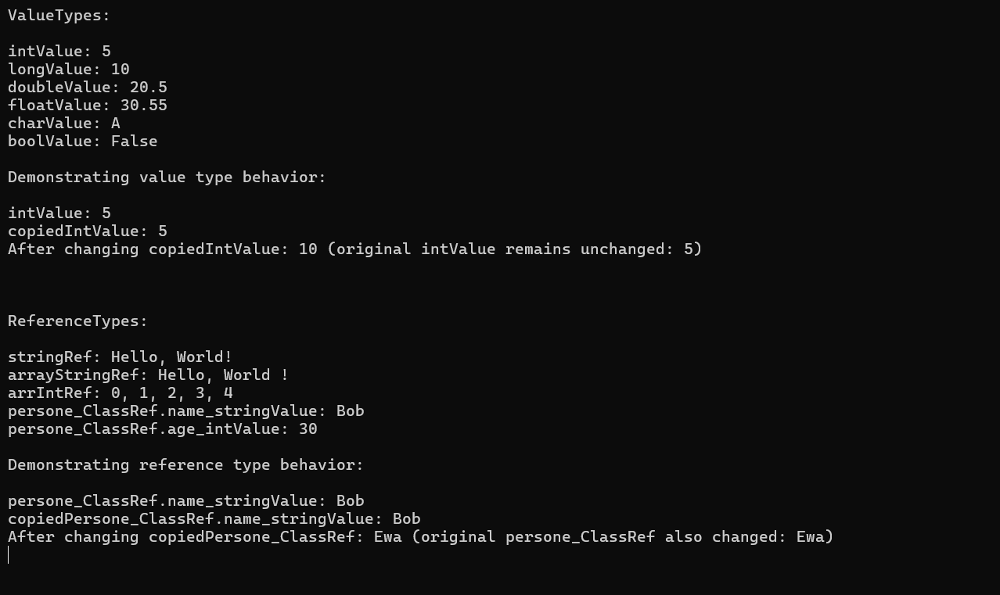 ValueTypes:
intValue: 5
longValue: 10
doubleValue: 20.5
floatValue: 30.55
charValue: A
boolValue: False
Demonstrating value type behavior:
intValue: 5
copiedIntValue: 5
After changing copiedIntValue: 10 (original intValue remains unchanged: 5)
ReferenceTypes:
stringRef: Hello, World!
arrayStringRef: Hello, World !
arrIntRef: 0, 1, 2, 3, 4
persone_ClassRef.name_stringValue: Bob
persone_ClassRef.age_intValue: 30
Demonstrating reference type behavior:
persone_ClassRef.name_stringValue: Bob
copiedPersone_ClassRef.name_stringValue: Bob
After changing copiedPersone_ClassRef: Ewa (original persone_ClassRef also changed: Ewa)